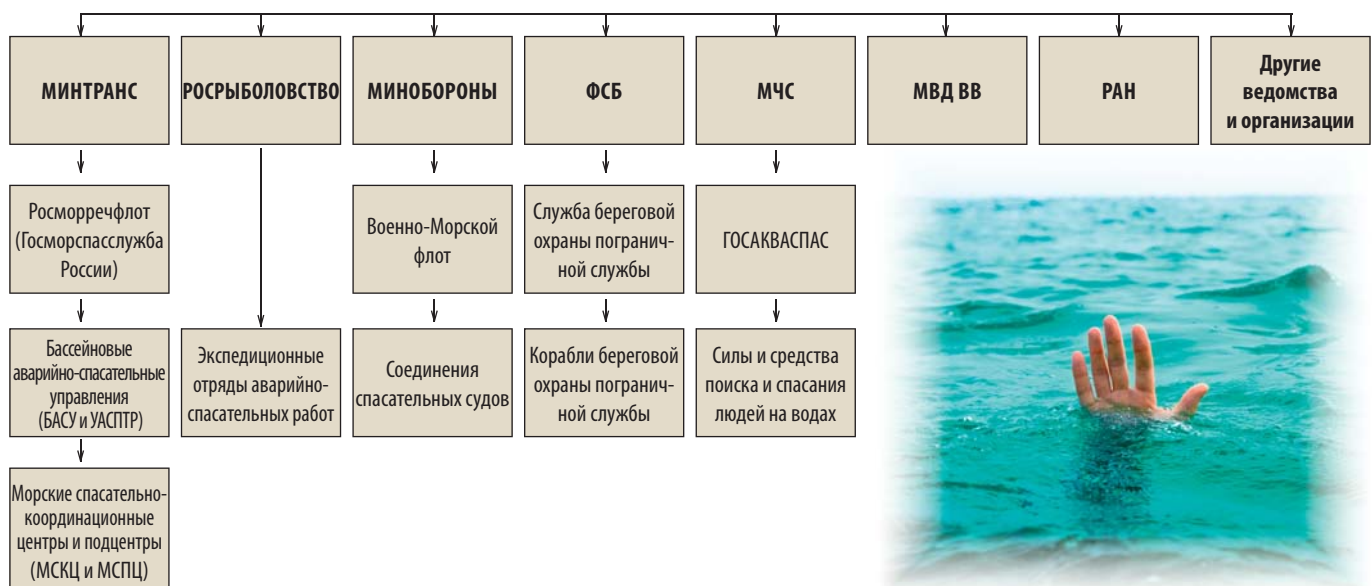 МИНТРАНС
РОСРЫБОЛОВСТВО
МИНОБОРОНЫ
ФСБ
МЧС
МВД ВВ
РАН
Другие
ведомства
и организации
Росморречфлот
(Госморспасслужба
России)
Военно-Морской
флот
Служба береговой
охраны погранич-
ной службы
ГОСАКВАСПАС
Бассейновые
аварийно-спасательные
управления
(БАСУ и УАСПТР)
Экспедиционные
отряды аварийно-
спасательных работ
Соединения
спасательных судов
Корабли береговой
охраны погранич-
ной службы
Силы и средства
поиска и спасания
людей на водах
Морские спасательно-
координационные
центры и подцентры
(МСКЦ и МСПЦ)